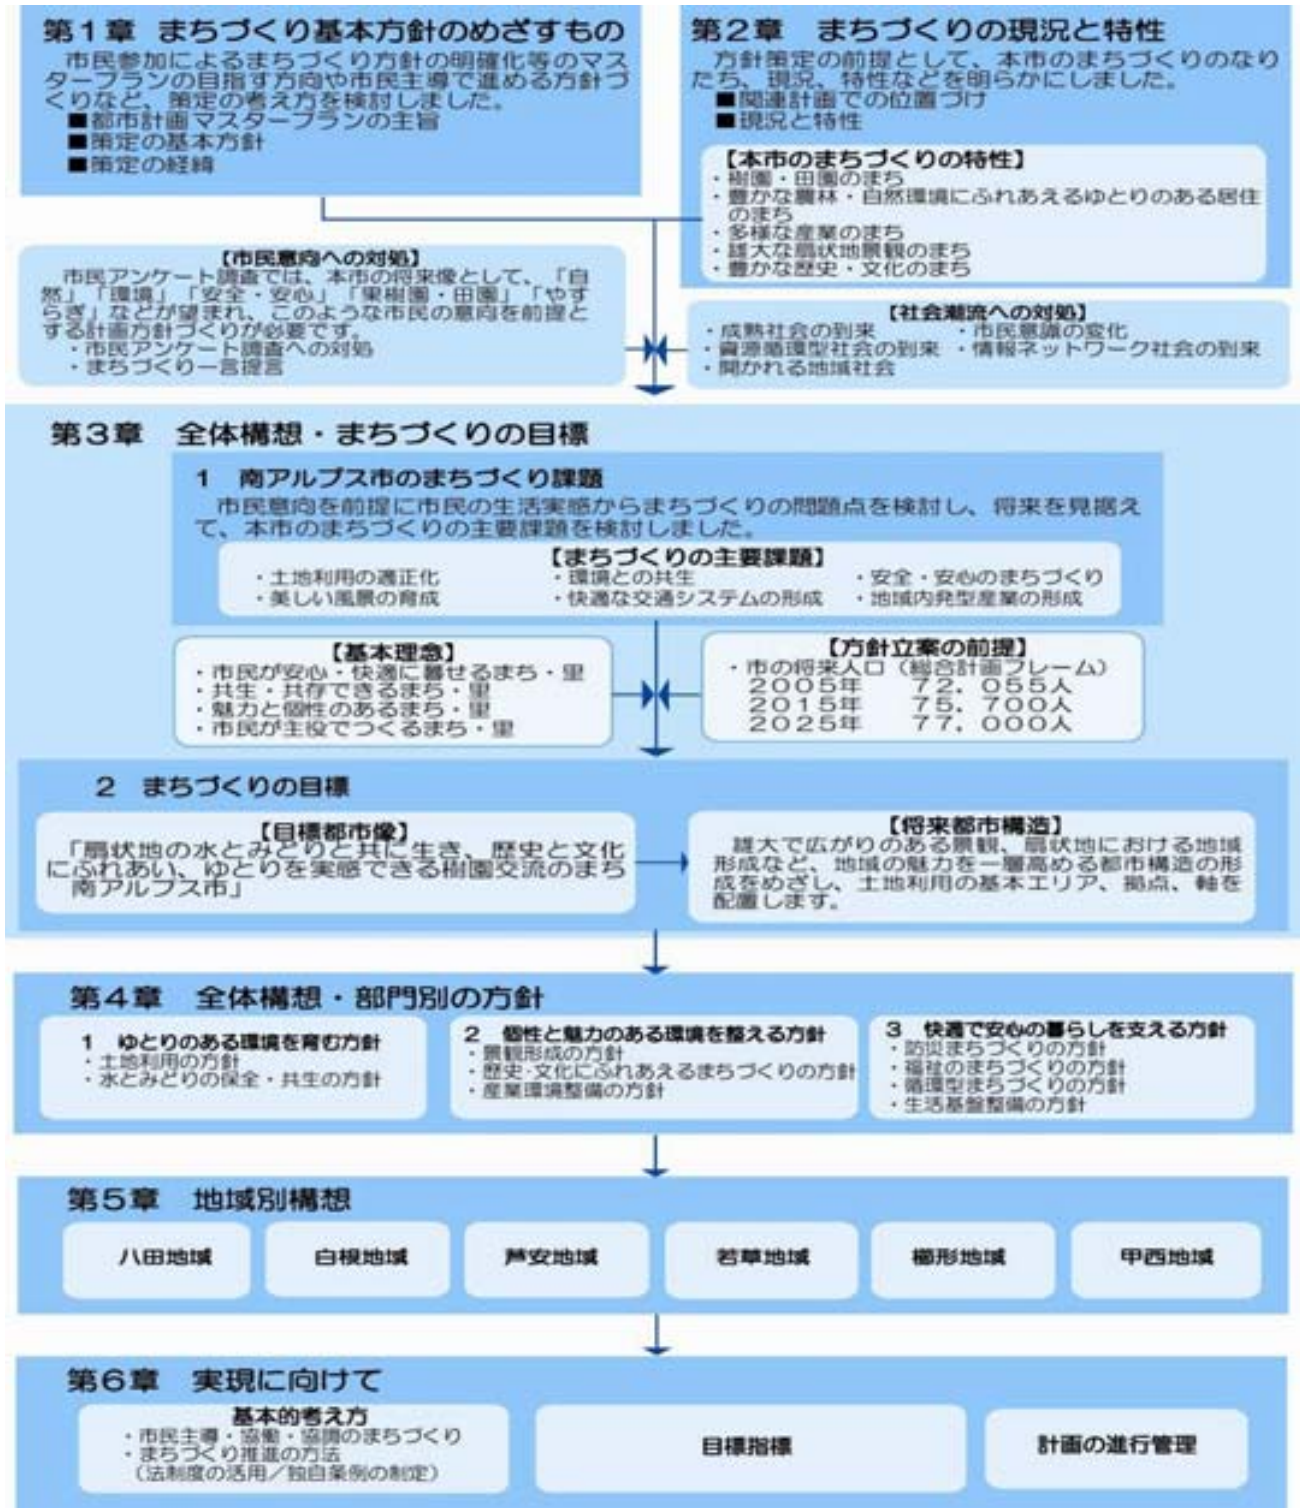 第1章 まちづくり基本方針のめざすもの
市民参加によるまちづくり方針の明確化等のマス
タープランの目指す方向や市民主導で進める方針づ
くりなど、策定の考え方を検討しました。
■都市計画マスタープランの主旨
■策定の基本方針
■策定の経緯
第2章 まちづくりの現況と特性
方針策定の前提として、本市のまちづくりのなり
たち、現況、特性などを明らかにしました。
■関連計画での位置づけ
■現況と特性
【本市のまちづくりの特性】
・樹園・田園のまち
・豊かな農林・自然環境にふれあえるゆとりのある居住
のまち
・多様な産業のまち
・雄大な扇状地景観のまち
・豊かな歴史・文化のまち
【市民意向への対処】
市民アンケート調査では、本市の将来像として、「自
然」「環境」「安全・安心」「果樹園・田園」「やす
らぎ」などが望まれ、このような市民の意向を前提と
する計画方針づくりが必要です。
・市民アンケート調査への対処
・まちづくり一言提言
【社会潮流への対処】
・成熟社会の到来 ・市民意識の変化
・資源循環型社会の到来 ・情報ネットワーク社会の到来
・開かれる地域社会
第3章 全体構想・まちづくりの目標
1 南アルプス市のまちづくり課題
市民意向を前提に市民の生活実感からまちづくりの問題点を検討し、将来を見据え
て、本市のまちづくりの主要課題を検討しました。
【まちづくりの主要課題】
・土地利用の適正化 ・環境との共生 ・安全・安心のまちづくり
・美しい風景の育成 ・快適な交通システムの形成 ・地域内発型産業の形成
【基本理念】
・市民が安心・快適に暮せるまち・里
・共生・共存できるまち・里
・魅力と個性のあるまち・里
・市民が主役でつくるまち・里
【方針立案の前提】
・市の将来人口（総合計画フレーム）
2005年 72，055人
2015年 75，700人
2025年 77，000人
2 まちづくりの目標
【目標都市像】
「扇状地の水とみどりと共に生き、歴史と文化
にふれあい、ゆとりを実感できる樹園交流のまち
南アルプス市」
【将来都市構造】
雄大で広がりのある景観、扇状地における地域
形成など、地域の魅力を一層高める都市構造の形
成をめざし、土地利用の基本エリア、拠点、軸を
配置します。
第4章 全体構想・部門別の方針
1 ゆとりのある環境を育む方針
・土地利用の方針
・水とみどりの保全・共生の方針
2 個性と魅力のある環境を整える方針
・景観形成の方針
・歴史・文化にふれあえるまちづくりの方針
・産業環境整備の方針
3 快適で安心の暮らしを支える方針
・防災まちづくりの方針
・福祉のまちづくりの方針
・循環型まちづくりの方針
・生活基盤整備の方針
第5章 地域別構想
八田地域 白根地域 芦安地域 若草地域 櫛形地域 甲西地域
第6章 実現に向けて
基本的考え方
・市民主導・協働・協調のまちづくり
・まちづくり推進の方法
（法制度の活用／独自条例の制定）
目標指標
計画の進行管理